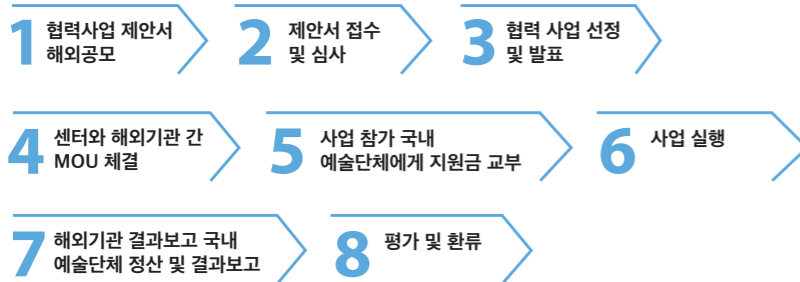 1 협력사업 제안서
해외공모
2 제안서 접수
및 심사
3 협력 사업 선정
및 발표
4 센터와 해외기관 간
MOU 체결
5 사업 참가 국내
예술단체에게 지원금 교부
6 사업 실행
7 해외기관 결과보고 국내
예술단체 정산 및 결과보고
8 평가 및 환류